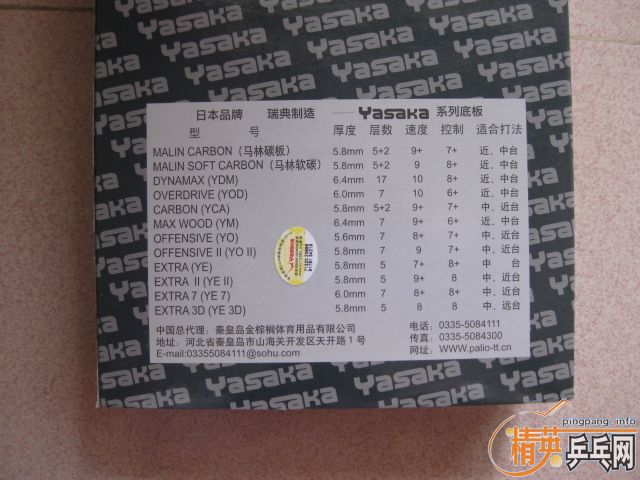 日本品牌 瑞典制造 Yasaka 系列底板
型 号 厚度 层数 速度 控制 适合打法
MALIN CARBON (马林碳板) 5.8mm 5+2 9+ 7+ 近、中台
MALIN SOFT CARBON (马林软碳) 5.8mm 5+2 9 8+ 近、中台
DYNAMAX (YDM) 6.4mm 17 10 8+ 近、中台
OVERDRIVE (YOD) 6.0mm 7 10 6+ 近、中台
CARBON (YCA) 5.8mm 5+2 9+ 7 中、近台
MAX WOOD (YM) 6.4mm 7 9+ 6+ 近、中台
OFFENSIVE (YO) 5.6mm 7 8+ 7+ 中、近台
OFFENSIVE II (YO II) 5.8mm 7 9 7+ 中、近台
EXTRA (YE) 5.8mm 5 7+ 8+ 中 台
EXTRA II (YE II) 5.8mm 5 9+ 8 中、近台
EXTRA 7 (YE 7) 6.0mm 7 8+ 8+ 中、近台
EXTRA 3D (YE 3D) 5.8mm 5 8 8 中、远台
中国总代理：秦皇岛金棕榈体育用品有限公司 电话：0335-5084111
地址：河北省秦皇岛市山海关开发区天开路1号 传真：0335-5084300
E-mail:03355084111@sohu.com 网址：WWW.palio-tt.cn
Yasaka
pingpang.info
精英乒乓网